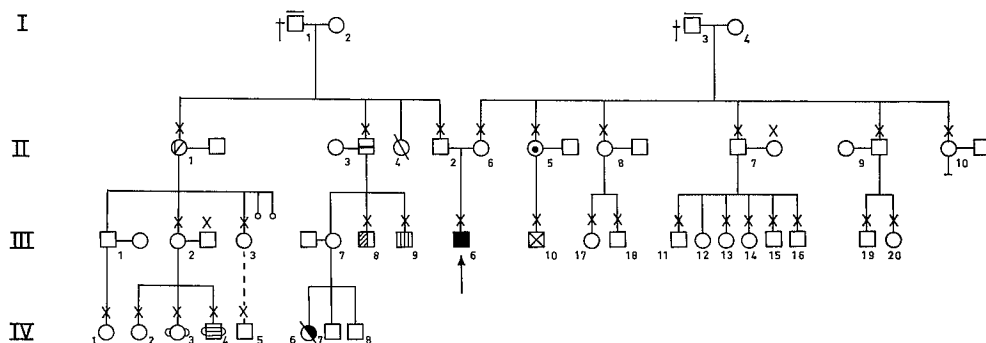 I 1 2 3 4
II 1 3 4 2 6 5 8 7 9 10
III 1 2 3 7 8 9 6 10 17 18 11 12 13 14 15 16 19 20
IV 1 2 3 4 5 6 7 8